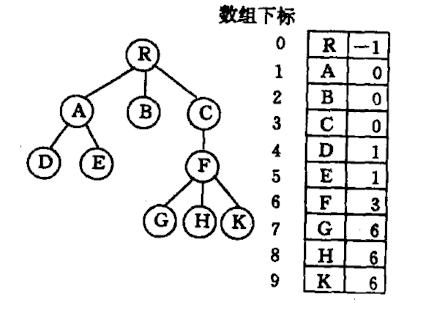 数组下标
R
A
B
C
D
E
F
G
H
K
0 R -1
1 A 0
2 B 0
3 C 0
4 D 1
5 E 1
6 F 3
7 G 6
8 H 6
9 K 6